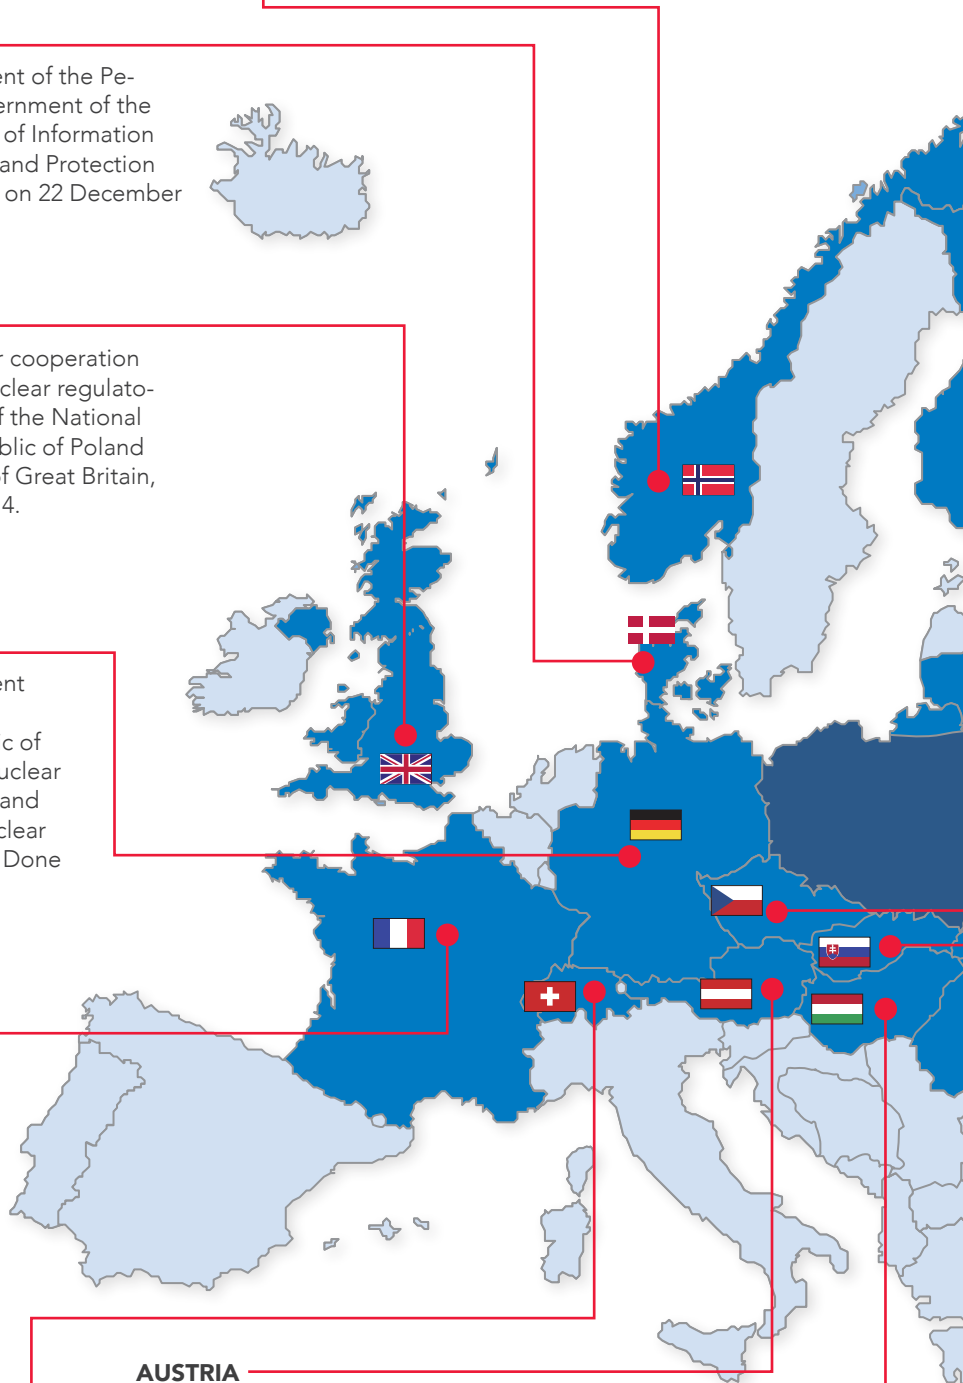 ent of the Pe-
ernment of the
of Information
and Protection
on 22 December
r cooperation
clear regulato-
f the National
blic of Poland
of Great Britain,
4.
ent
c of
uclear
and
clear
Done
AUSTRIA